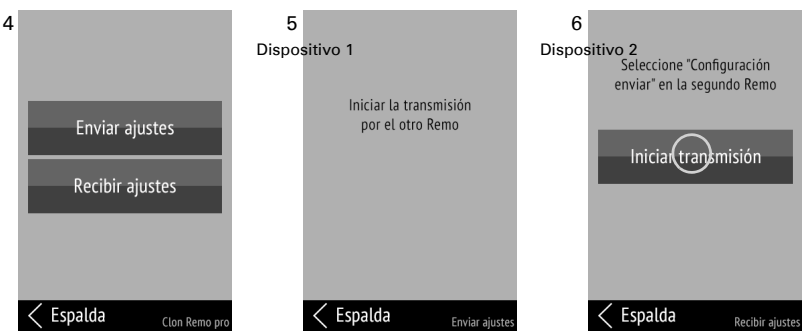 4
Enviar ajustes
Recibir ajustes
Espalda
Clon Remo pro
5
Dispositivo 1
Iniciar la transmisión
por el otro Remo
Espalda
Enviar ajustes
6
Dispositivo 2
Seleccione "Configuración
enviar" en la segundo Remo
Iniciar transmisión
Espalda
Recibir ajustes